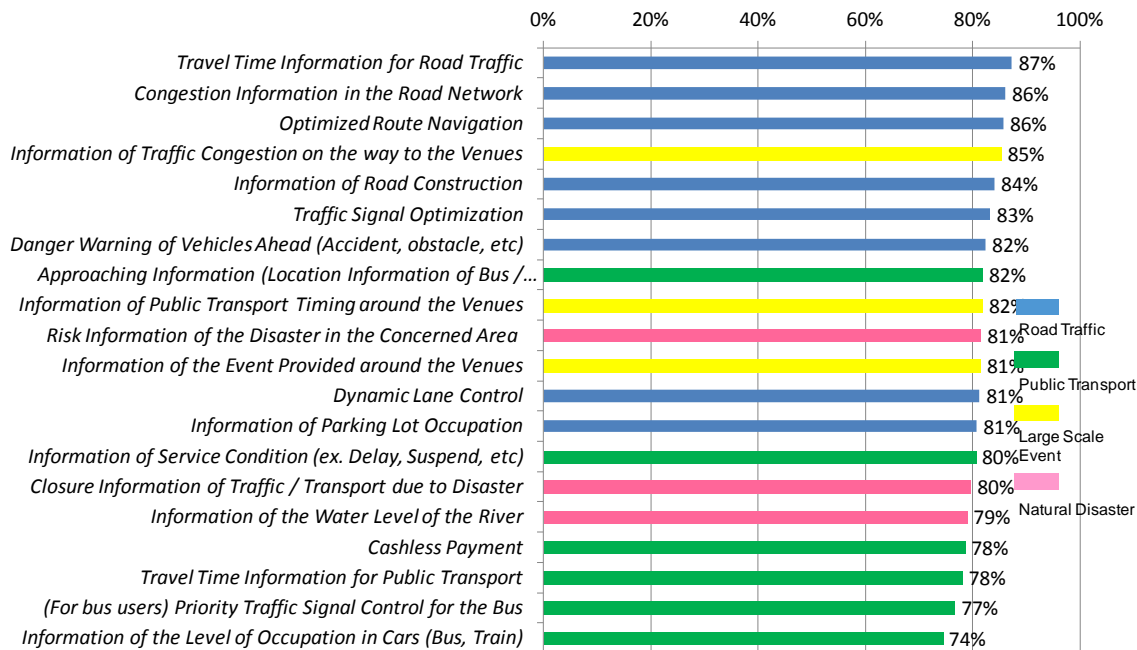 0% 20% 40% 60% 80% 100%
Travel Time Information for Road Traffic 87%
Congestion Information in the Road Network 86%
Optimized Route Navigation 86%
Information of Traffic Congestion on the way to the Venues 85%
Information of Road Construction 84%
Traffic Signal Optimization 83%
Danger Warning of Vehicles Ahead (Accident, obstacle, etc) 82%
Approaching Information (Location Information of Bus /... 82%
Information of Public Transport Timing around the Venues 82%
Risk Information of the Disaster in the Concerned Area 81%
Information of the Event Provided around the Venues 81%
Dynamic Lane Control 81%
Information of Parking Lot Occupation 81%
Information of Service Condition (ex. Delay, Suspend, etc) 80%
Closure Information of Traffic / Transport due to Disaster 80%
Information of the Water Level of the River 79%
Cashless Payment 78%
Travel Time Information for Public Transport 78%
(For bus users) Priority Traffic Signal Control for the Bus 77%
Information of the Level of Occupation in Cars (Bus, Train) 74%
Road Traffic
Public Transport
Large Scale
Event
Natural Disaster